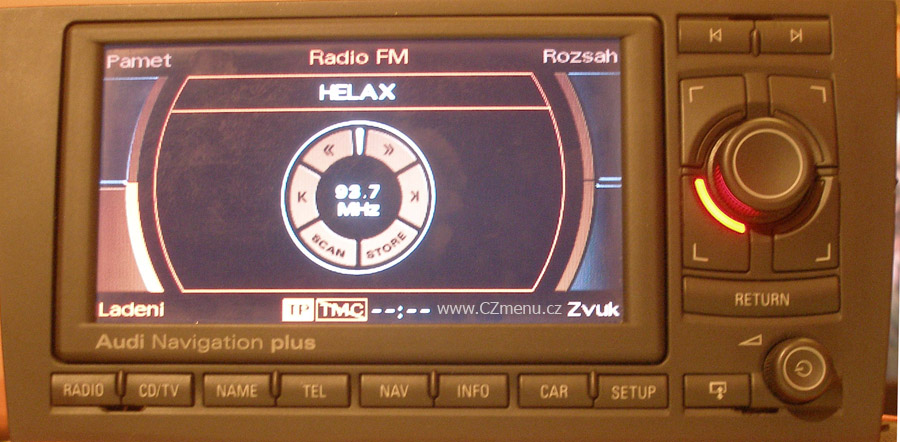 Pamet Radio FM Rozsah
HELAX
« »
K 93.7 K
MHz
SCAN STORE
Ladeni TP TMC --:-- www.CZmenu.cz Zvuk
Audi Navigation plus
RETURN
RADIO CD/TV NAME TEL NAV INFO CAR SETUP